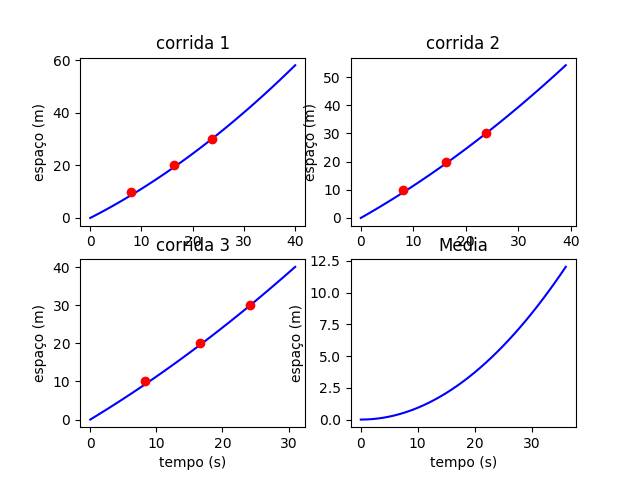 corrida 1
60
40
20
0
espaço (m)
0 10 20 30 40
corrida 2
50
40
30
20
10
0
espaço (m)
0 10 20 30 40
corrida 3
40
30
20
10
0
espaço (m)
0 10 20 30
tempo (s)
Média
12.5
10.0
7.5
5.0
2.5
0.0
espaço (m)
0 10 20 30
tempo (s)